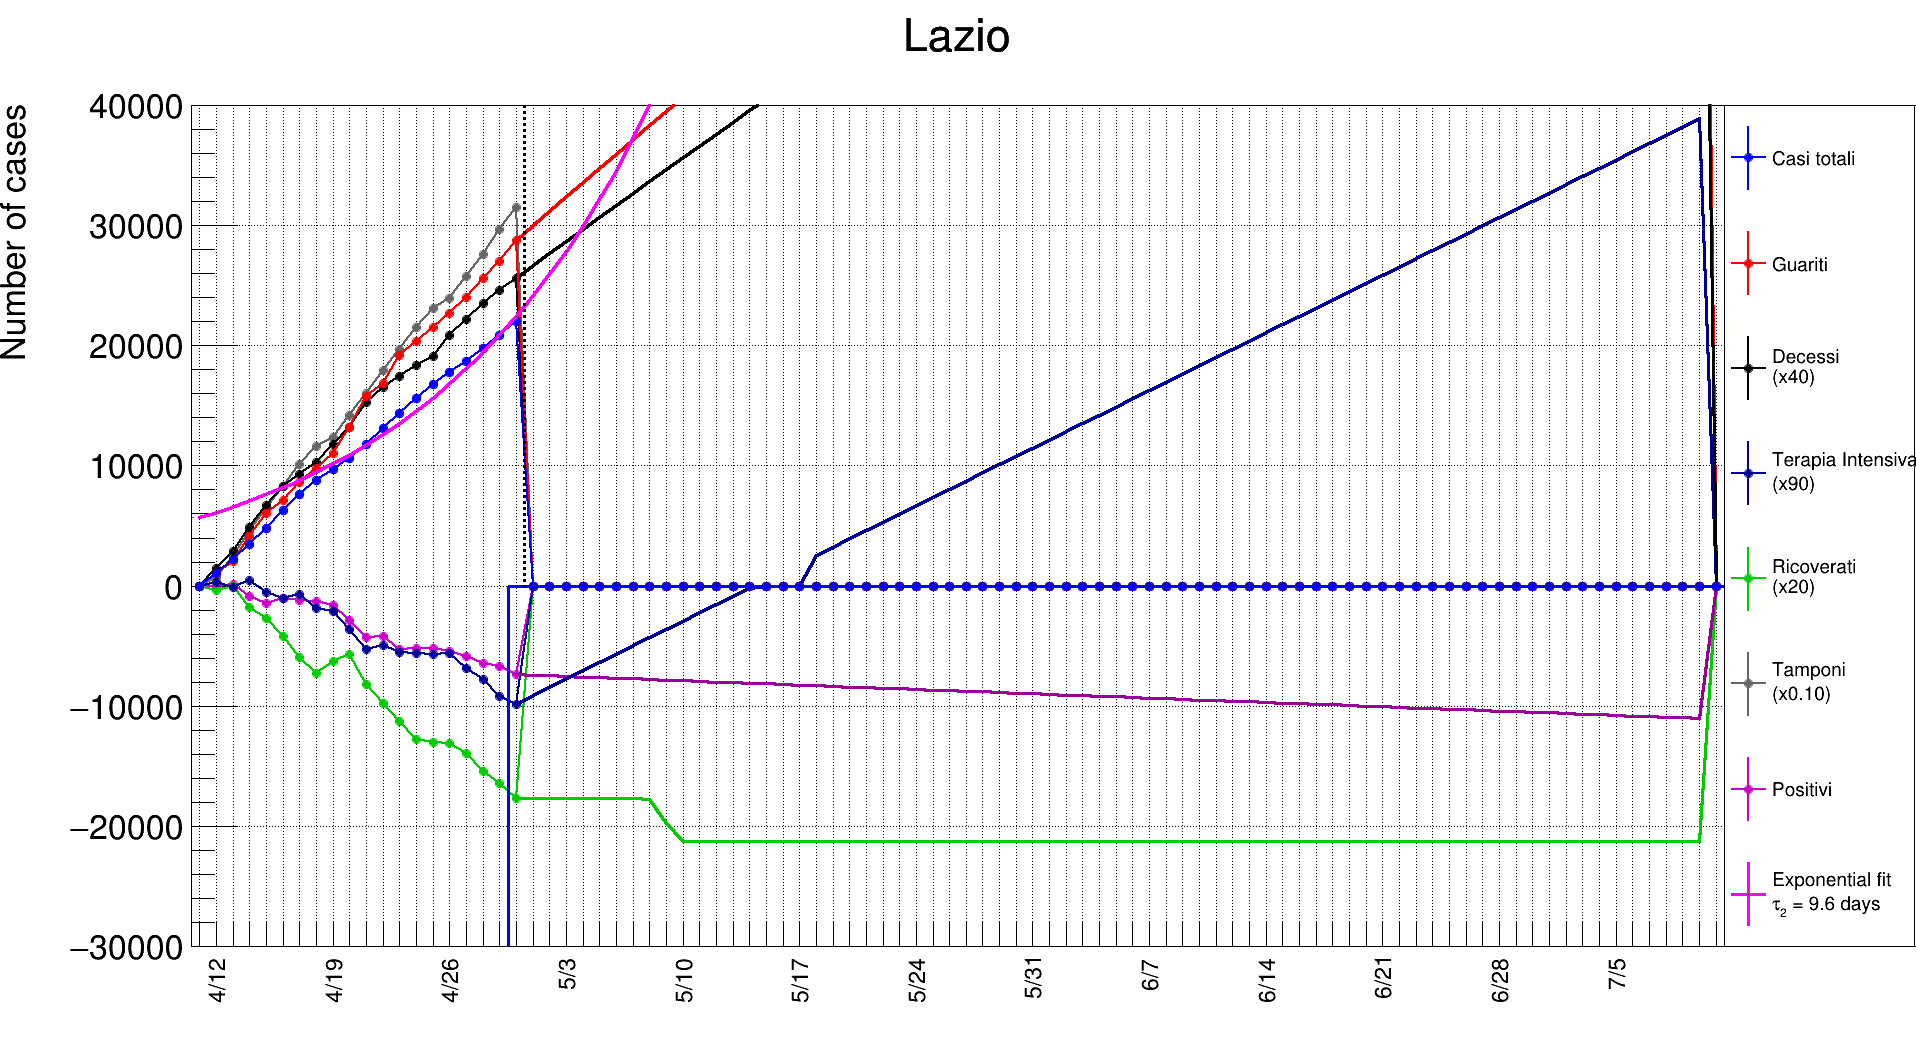 Lazio
Number of cases
40000
30000
20000
10000
0
−10000
−20000
−30000
4/12
4/19
4/26
5/3
5/10
5/17
5/24
5/31
6/7
6/14
6/21
6/28
7/5
Casi totali
Guariti
Decessi
(x40)
Terapia Intensiva
(x90)
Ricoverati
(x20)
Tamponi
(x0.10)
Positivi
Exponential fit
τ2 = 9.6 days